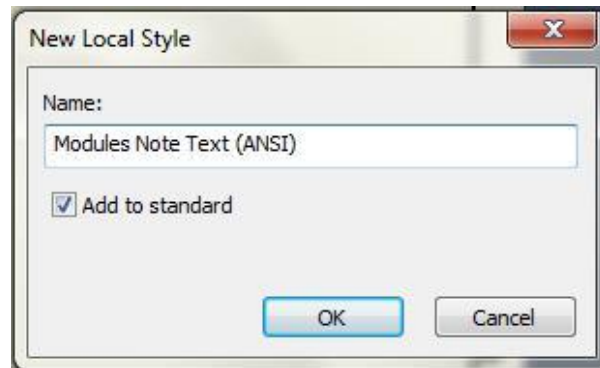 New Local Style
Name:
Modules Note Text (ANSI)
Add to standard
OK
Cancel